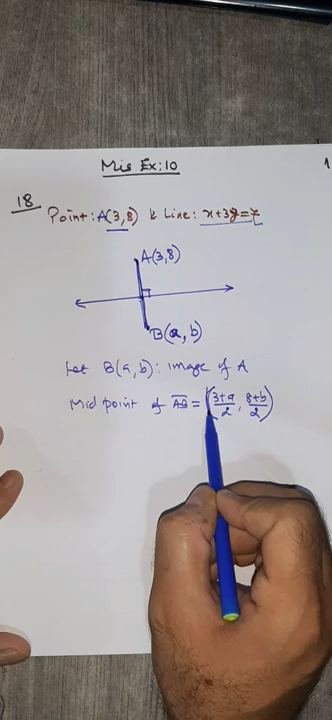 Mis Ex:10
1
18
Point: A(3,8) & Line: x+3y=7
A(3,8)
B(a, b)
Let B(a,b): image of A
Mid point of AB = (3+a/2, 8+b/2)